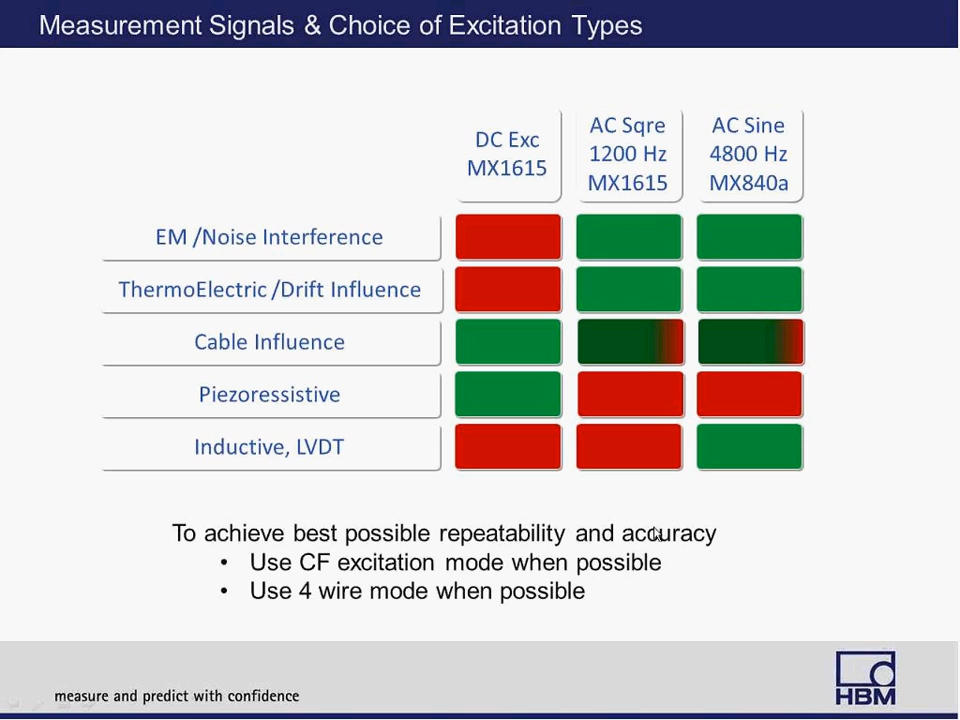 Measurement Signals & Choice of Excitation Types
DC Exc
MX1615
AC Sqre
1200 Hz
MX1615
AC Sine
4800 Hz
MX840a
EM /Noise Interference
ThermoElectric /Drift Influence
Cable Influence
Piezoressistive
Inductive, LVDT
To achieve best possible repeatability and accuracy
• Use CF excitation mode when possible
• Use 4 wire mode when possible
measure and predict with confidence
HBM